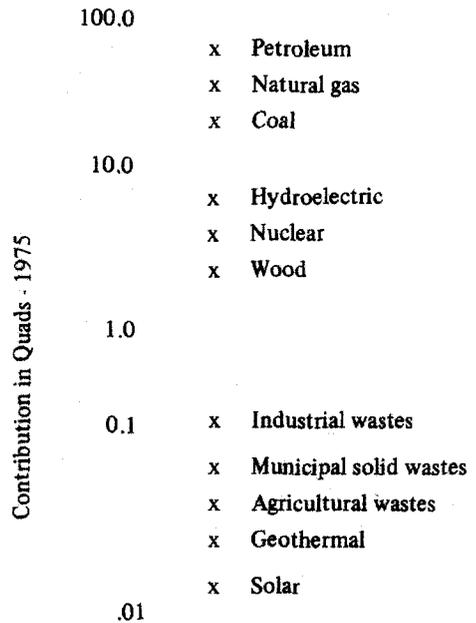 100.0
x Petroleum
x Natural gas
x Coal
10.0
x Hydroelectric
x Nuclear
x Wood
Contribution in Quads - 1975
1.0
0.1 x Industrial wastes
x Municipal solid wastes
x Agricultural wastes
x Geothermal
x Solar
.01